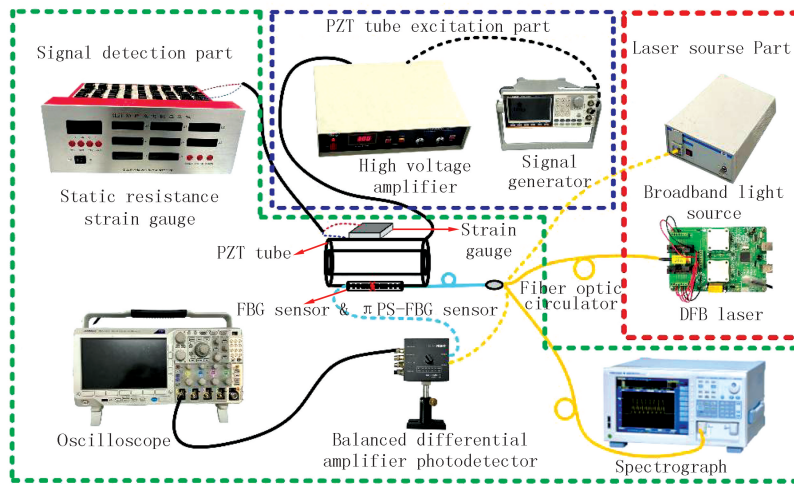 PZT tube excitation part
Signal detection part
Laser sourse Part
High voltage
amplifier
Signal
generator
Static resistance
strain gauge
Broadband light
source
Strain
gauge
PZT tube
Fiber optic
circulator
FBG sensor & πPS-FBG sensor
DFB laser
Oscilloscope
Balanced differential
amplifier photodetector
Spectrograph